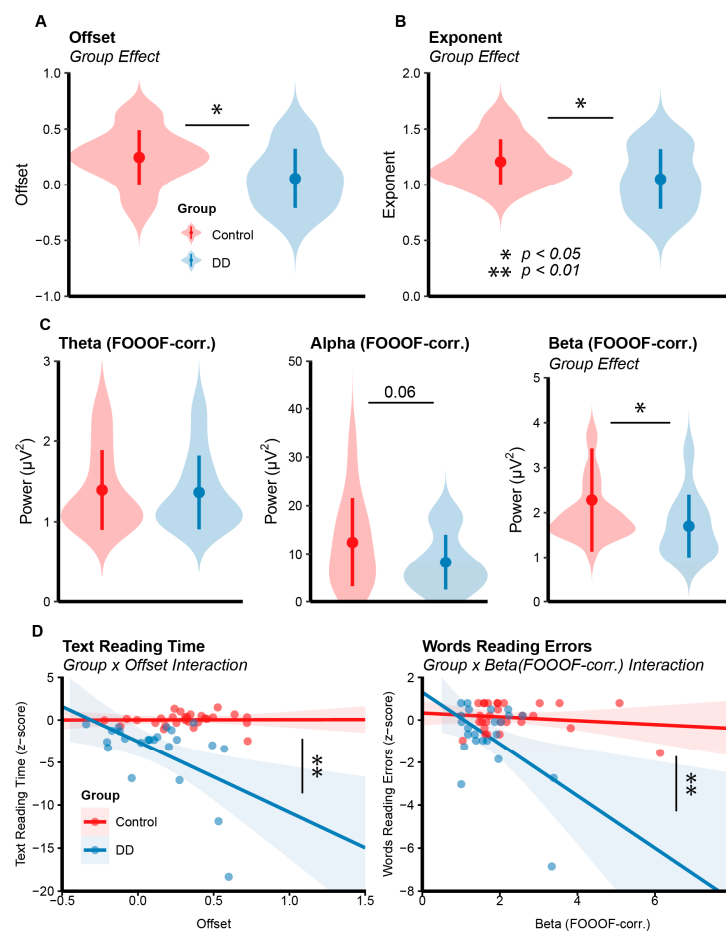 A
Offset
Group Effect
1.0
0.5
0.0
−0.5
−1.0
Offset
*
Group
Control
DD
B
Exponent
Group Effect
2.0
1.5
1.0
0.5
0.0
Exponent
*
* p < 0.05
** p < 0.01
C
Theta (FOOOF-corr.)
3
2
1
0
Power (µV²)
Alpha (FOOOF-corr.)
50
40
30
20
10
0
Power (µV²)
0.06
Beta (FOOOF-corr.)
Group Effect
5
4
3
2
1
0
Power (µV²)
*
D
Text Reading Time
Group x Offset Interaction
5
0
−5
−10
−15
−20
Text Reading Time (z−score)
**
Group
Control
DD
−0.5
0.0
0.5
1.0
1.5
Offset
Words Reading Errors
Group x Beta(FOOOF-corr.) Interaction
2
0
−2
−4
−6
−8
Words Reading Errors (z−score)
**
0
2
4
6
Beta (FOOOF-corr.)